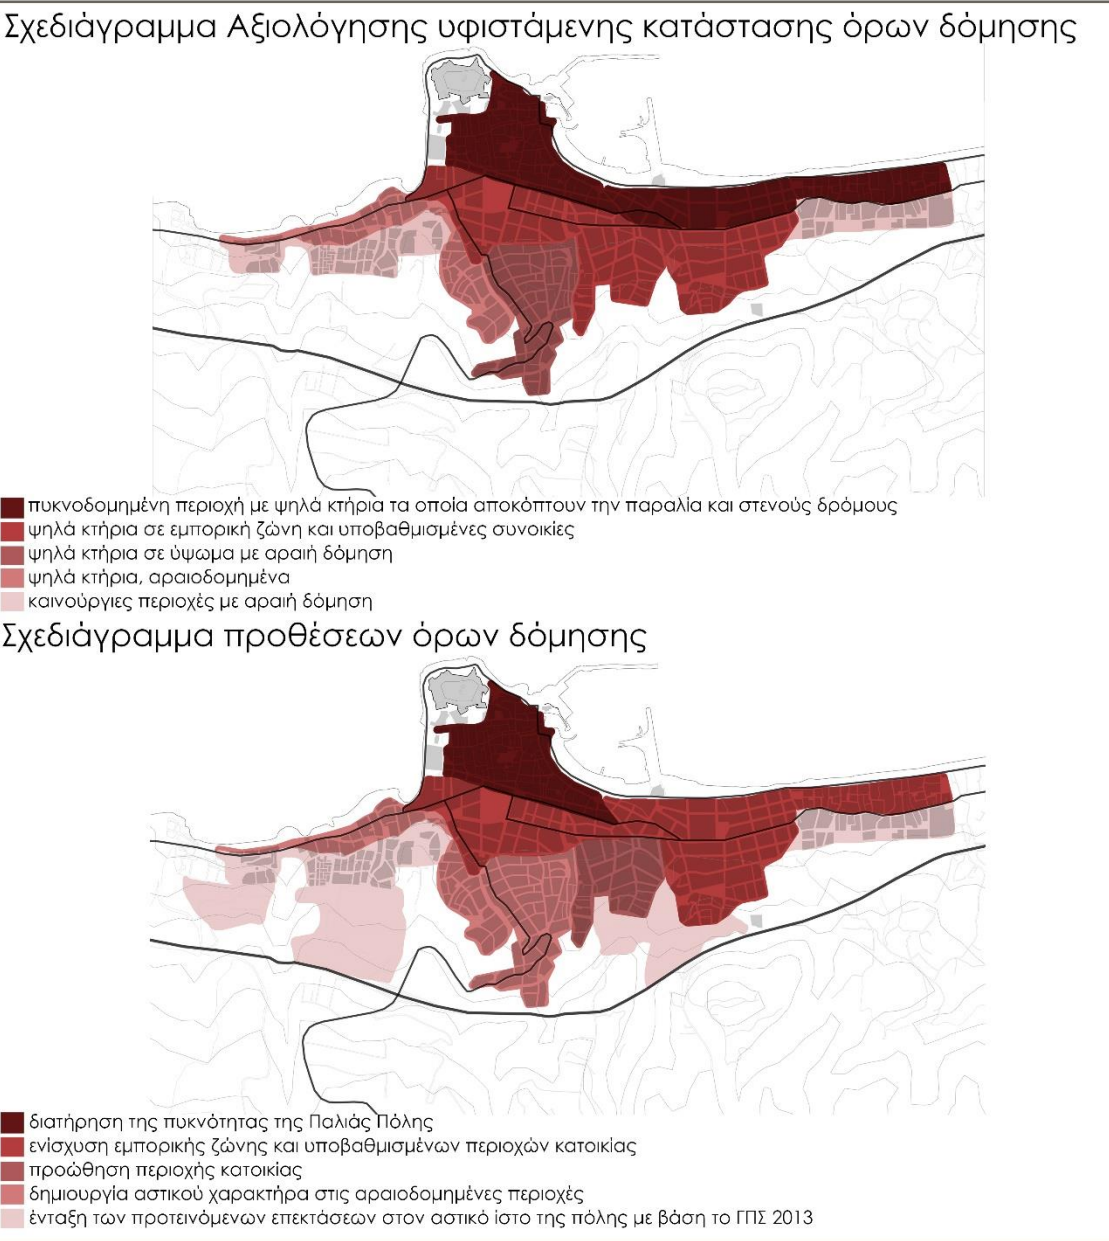 Σχεδιάγραμμα Αξιολόγησης υφιστάμενης κατάστασης όρων δόμησης
πυκνοδομημένη περιοχή με ψηλά κτήρια τα οποία αποκόπτουν την παραλία και στενούς δρόμους
ψηλά κτήρια σε εμπορική ζώνη και υποβαθμισμένες συνοικίες
ψηλά κτήρια σε ύψωμα με αραιή δόμηση
ψηλά κτήρια, αραιοδομημένα
καινούργιες περιοχές με αραιή δόμηση
Σχεδιάγραμμα προθέσεων όρων δόμησης
διατήρηση της πυκνότητας της Παλιάς Πόλης
ενίσχυση εμπορικής ζώνης και υποβαθμισμένων περιοχών κατοικίας
προώθηση περιοχής κατοικίας
δημιουργία αστικού χαρακτήρα στις αραιοδομημένες περιοχές
ένταξη των προτεινόμενων επεκτάσεων στον αστικό ίστο της πόλης με βάση το ΓΠΣ 2013